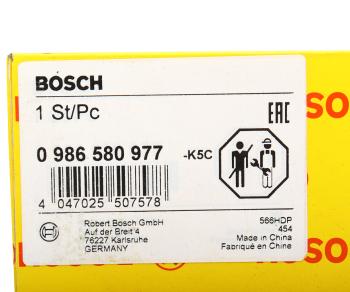 BOSCH
1 St/Pc
EAC
0 986 580 977
-K5C
4 047025 507578
Robert Bosch GmbH
Auf der Breit 4
76227 Karlsruhe
GERMANY
566HDP
454
Made in China
Fabriqué en Chine